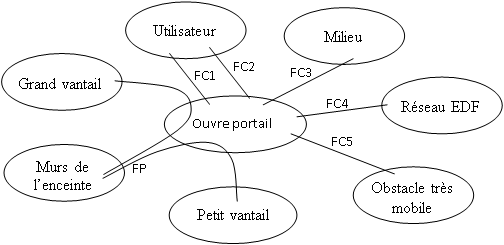 Utilisateur
Milieu
FC1
FC2
FC3
Grand vantail
FC4
Réseau EDF
Ouvre portail
FC5
Murs de
l'enceinte
FP
Obstacle très
mobile
Petit vantail